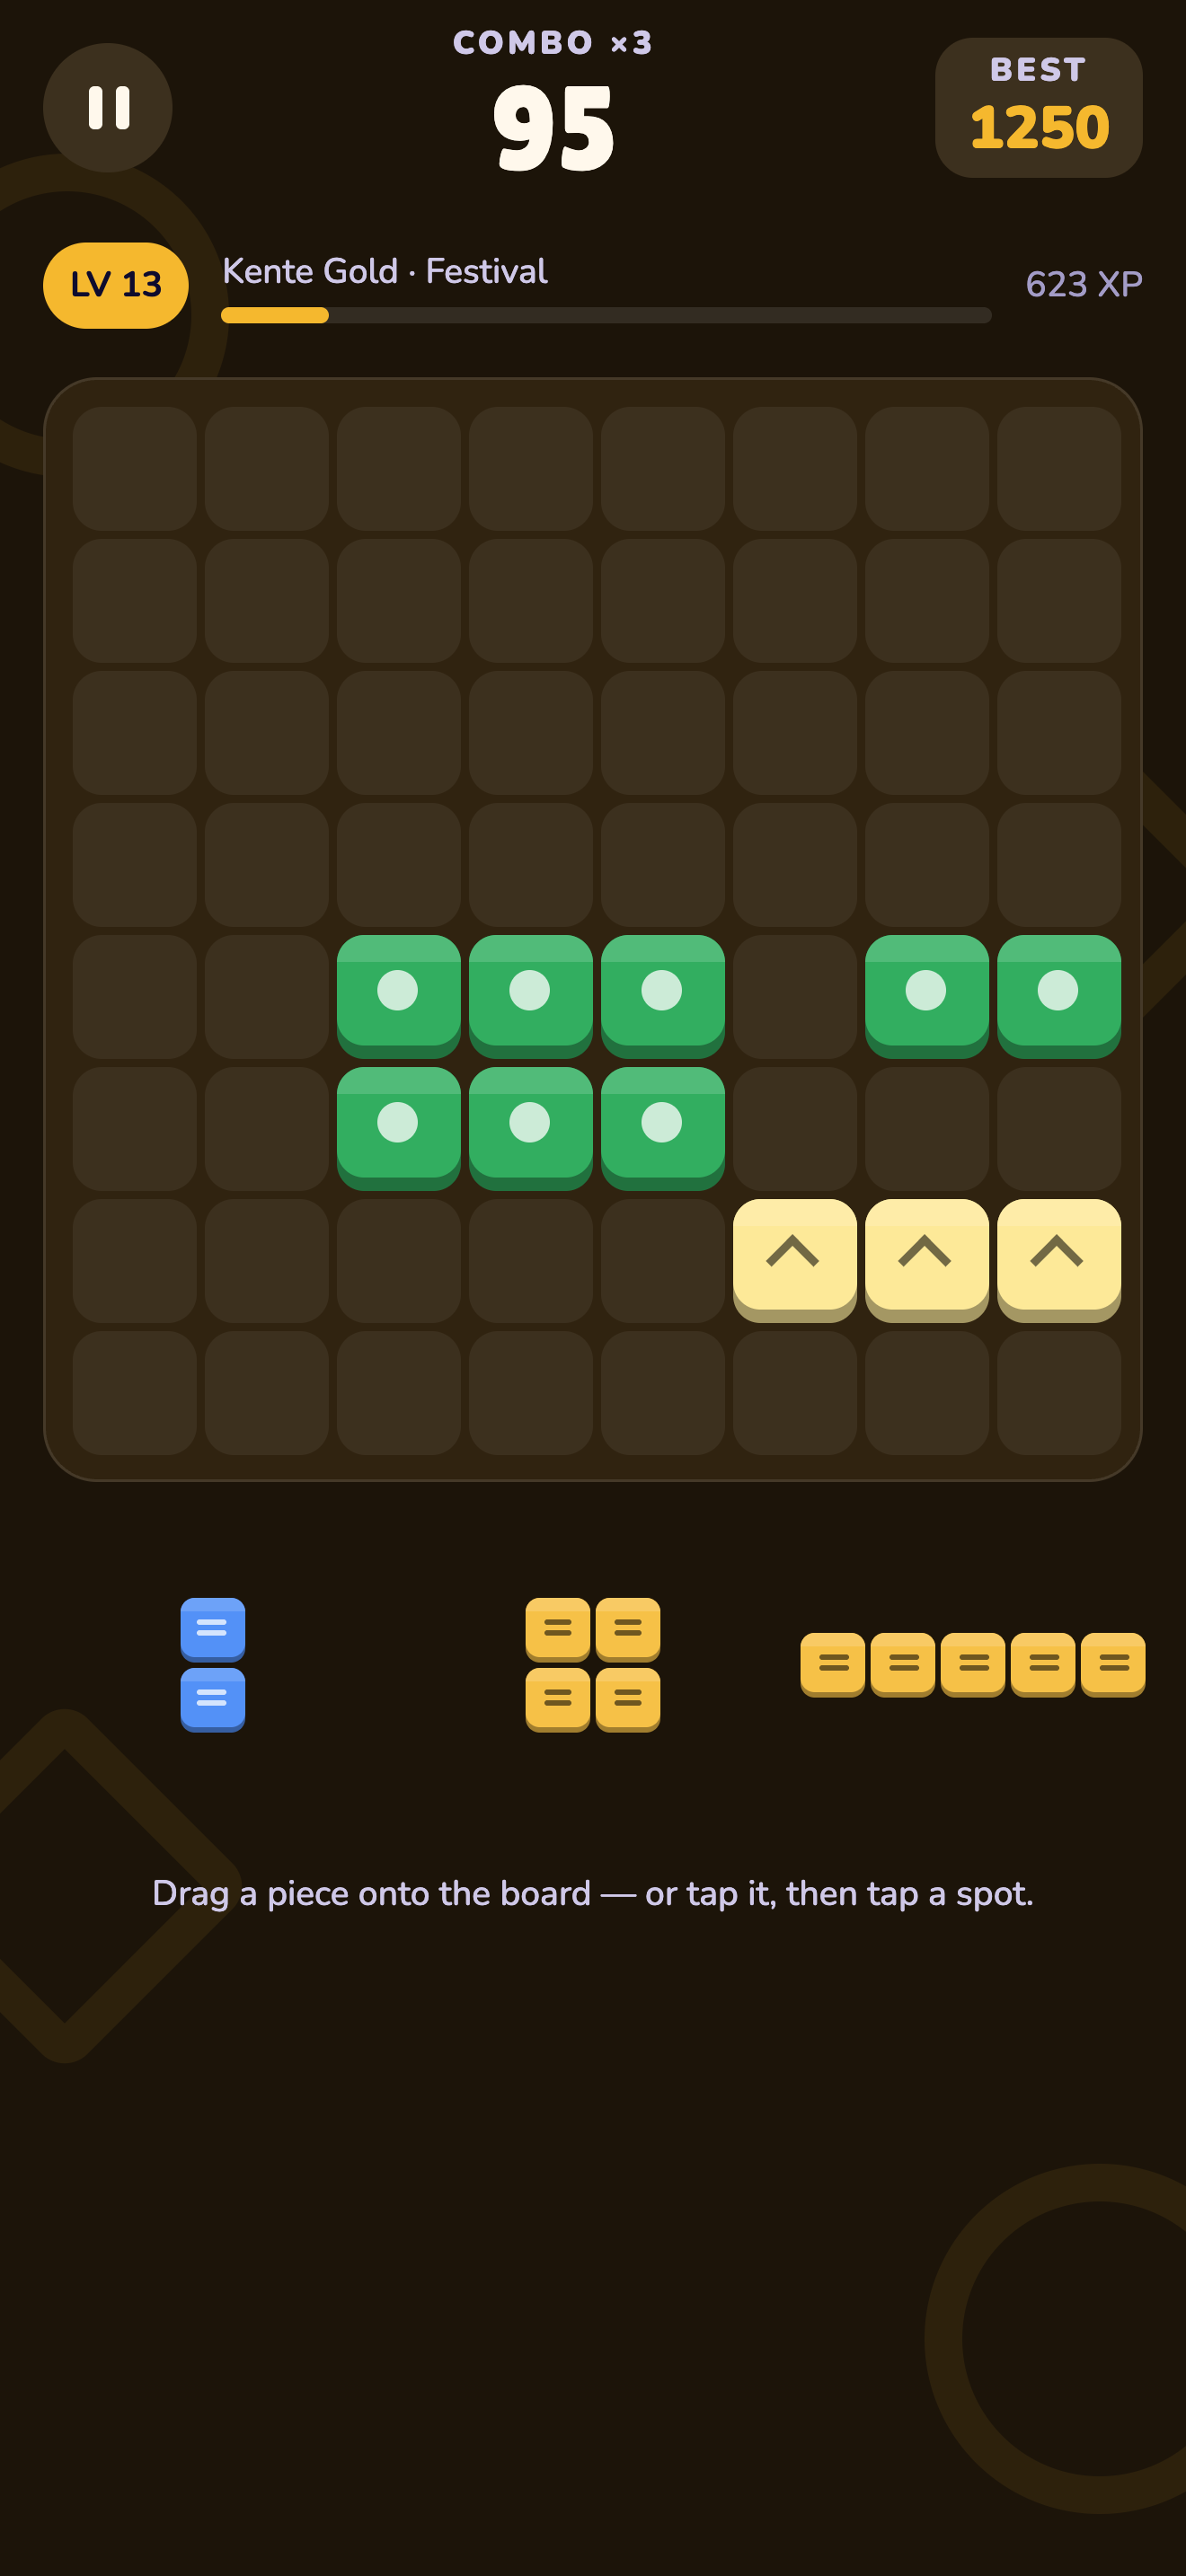 COMBO ×3
95
BEST
1250
LV 13
Kente Gold · Festival
623 XP
Drag a piece onto the board — or tap it, then tap a spot.